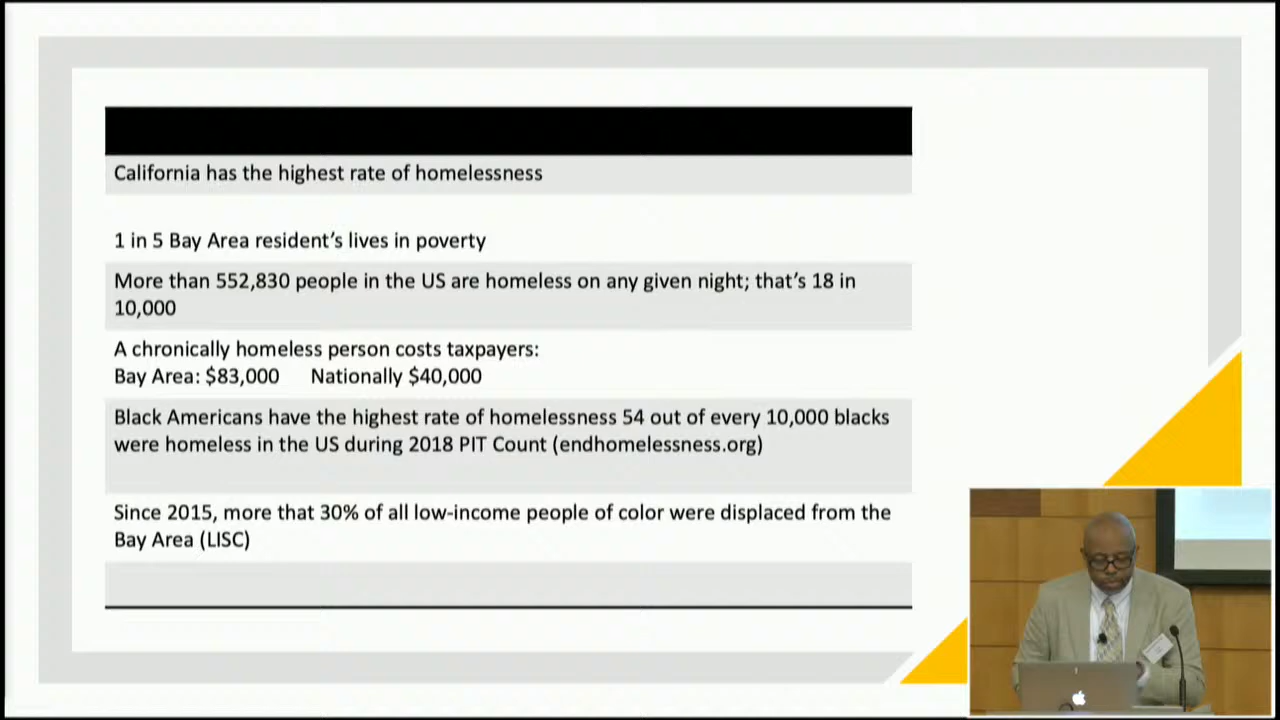 California has the highest rate of homelessness
1 in 5 Bay Area resident's lives in poverty
More than 552,830 people in the US are homeless on any given night; that's 18 in
10,000
A chronically homeless person costs taxpayers:
Bay Area: $83,000 Nationally $40,000
Black Americans have the highest rate of homelessness 54 out of every 10,000 blacks
were homeless in the US during 2018 PIT Count (endhomelessness.org)
Since 2015, more that 30% of all low-income people of color were displaced from the
Bay Area (LISC)